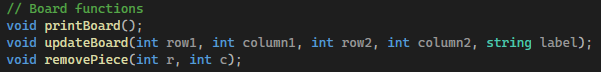 // Board functions
void printBoard();
void updateBoard(int row1, int column1, int row2, int column2, string label);
void removePiece(int r, int c);